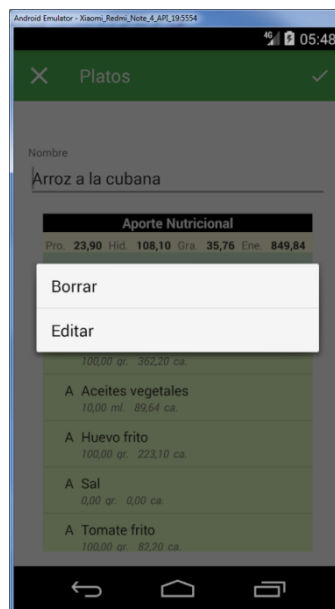 Android Emulator - Xiaomi_Redmi_Note_4_API_19:5554
4G 05:48
Platos
Nombre
Arroz a la cubana
Aporte Nutricional
Pro. 23,90 Hid. 108,10 Gra. 35,76 Ene. 849,84
Borrar
Editar
100,00 gr. 362,20 ca.
A Aceites vegetales
10,00 ml. 89,64 ca.
A Huevo frito
100,00 gr. 223,10 ca.
A Sal
0,00 gr. 0,00 ca.
A Tomate frito
100,00 gr. 82,20 ca.